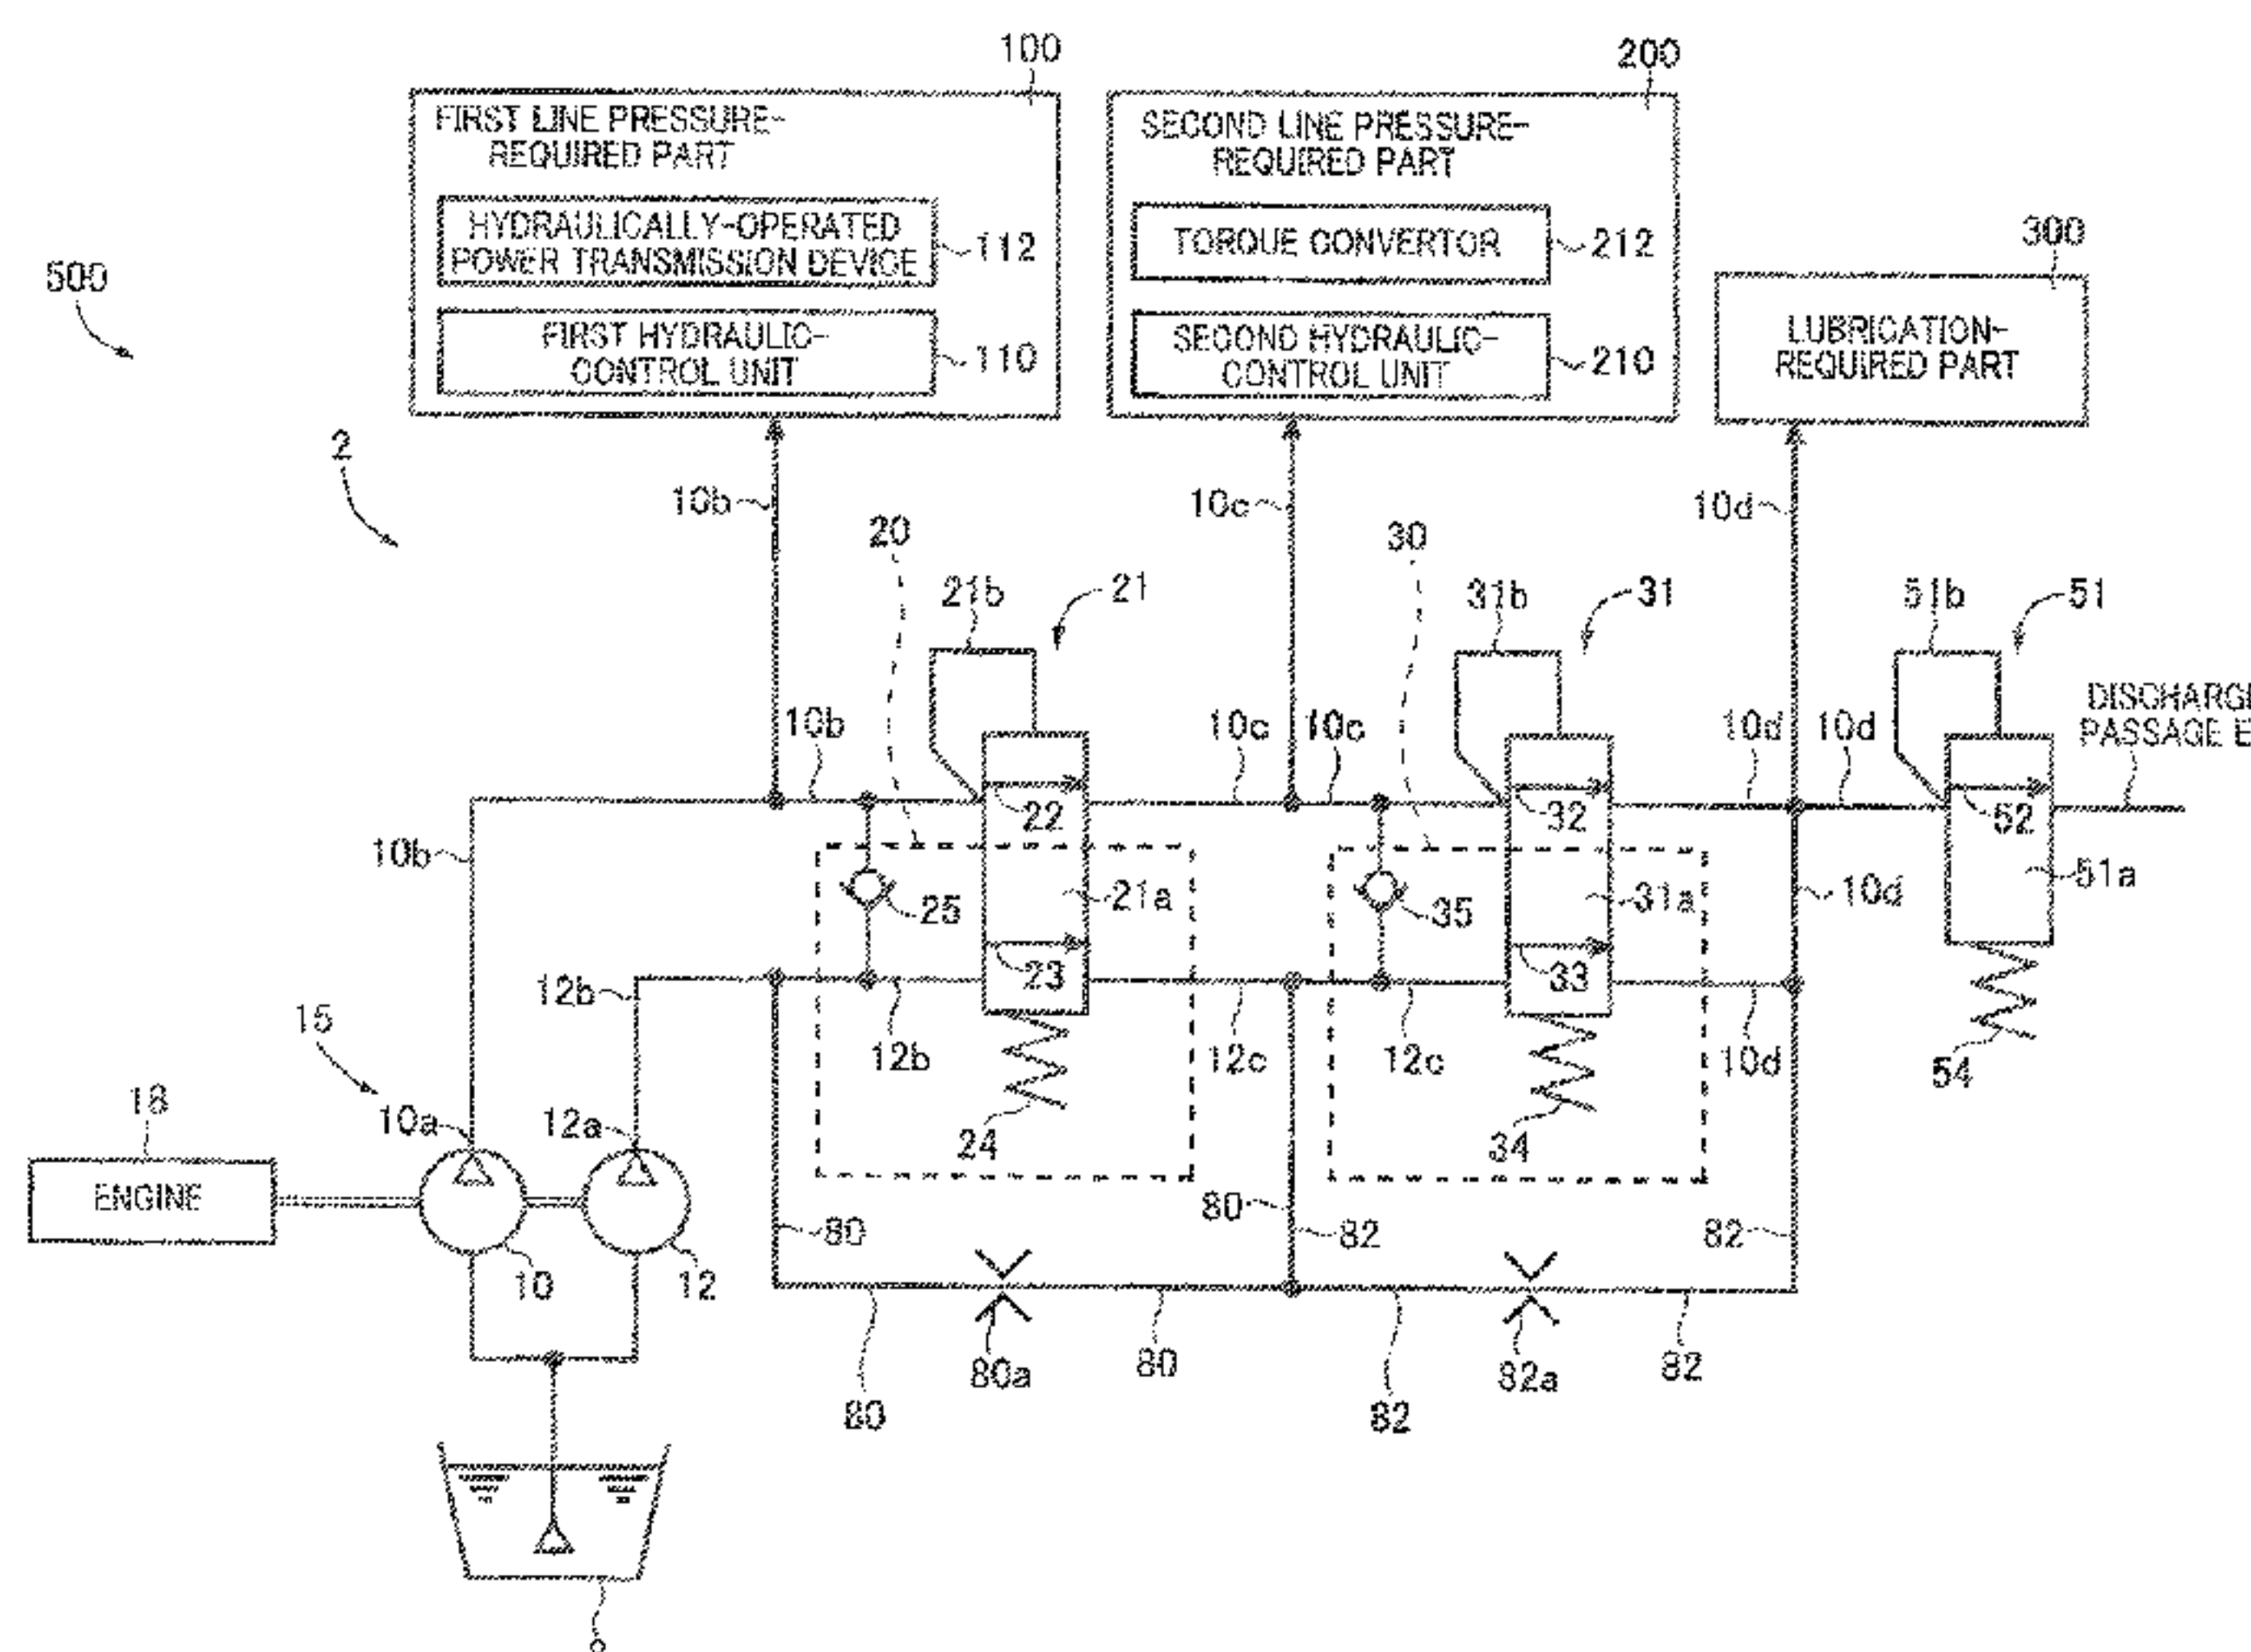 100
200
FIRST LINE PRESSURE-
REQUIRED PART
SECOND LINE PRESSURE-
REQUIRED PART
HYDRAULICALLY-OPERATED
POWER TRANSMISSION DEVICE
112
TORQUE CONVERTOR
212
300
500
FIRST HYDRAULIC-
CONTROL UNIT
110
SECOND HYDRAULIC-
CONTROL UNIT
210
LUBRICATION-
REQUIRED PART
2
10b
10c
10d
20
30
21b
21
31b
31
51b
51
10b
10c
10c
10d
10d
DISCHARGE
PASSAGE E
22
32
52
10b
25
21a
35
31a
10d
51a
23
33
12b
15
12b
12c
12c
10d
54
18
10a
12a
24
34
ENGINE
80
80
82
82
10
12
80a
80
82a
82
80
82